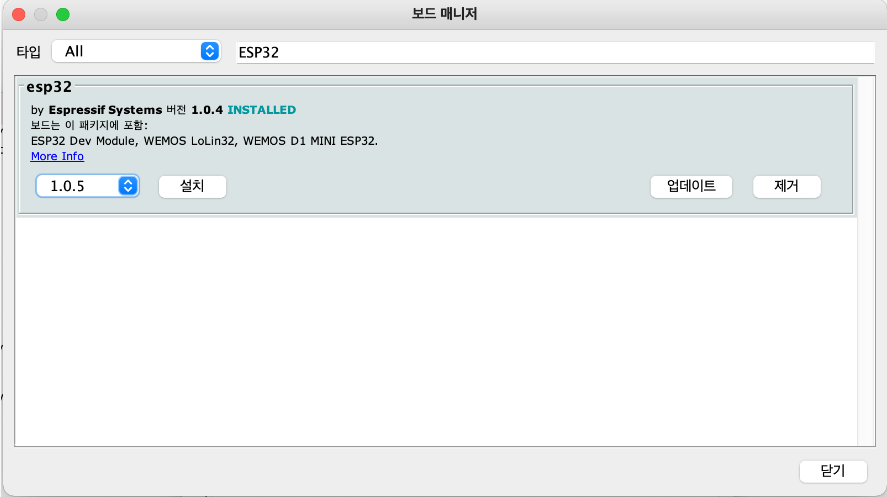 보드 매니저
타입 All ESP32
esp32
by Espressif Systems 버전 1.0.4 INSTALLED
보드는 이 패키지에 포함:
ESP32 Dev Module, WEMOS LoLin32, WEMOS D1 MINI ESP32.
More Info
1.0.5 설치 업데이트 제거
닫기